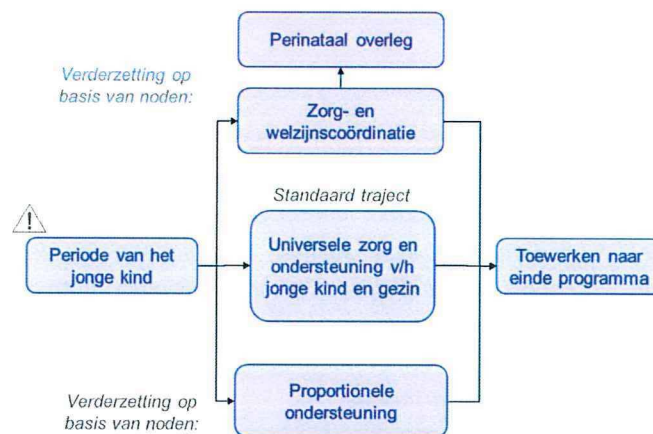 Perinataal overleg
Verderzetting op
basis van noden:
Zorg- en
welzijnscoördinatie
Standaard traject
!
Periode van het
jonge kind
Universele zorg en
ondersteuning v/h
jonge kind en gezin
Toewerken naar
einde programma
Verderzetting op
basis van noden:
Proportionele
ondersteuning